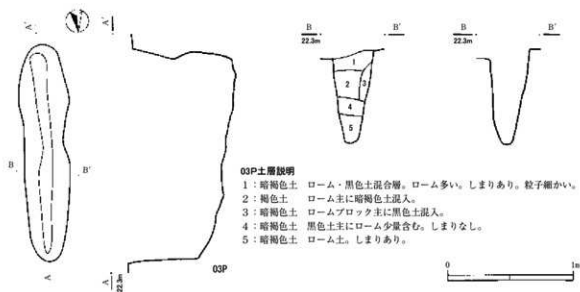 A'
A'
B B'
22.3m
B B'
22.3m
1
2
3
4
5
B B'
A
A
22.3m
03P
03P土層説明
1：暗褐色土 ローム・黒色土混合層。ローム多い。しまりあり。粒子細かい。
2：褐色土 ローム主に暗褐色土混入。
3：暗褐色土 ロームブロック主に黒色土混入。
4：暗褐色土 黒色土主にローム少量含む。しまりなし。
5：暗褐色土 ローム土。しまりあり。
0 1m